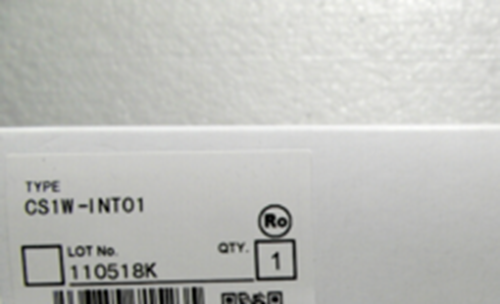 TYPE
CS1W-INT01
Ro
LOT No. QTY.
110518K 1